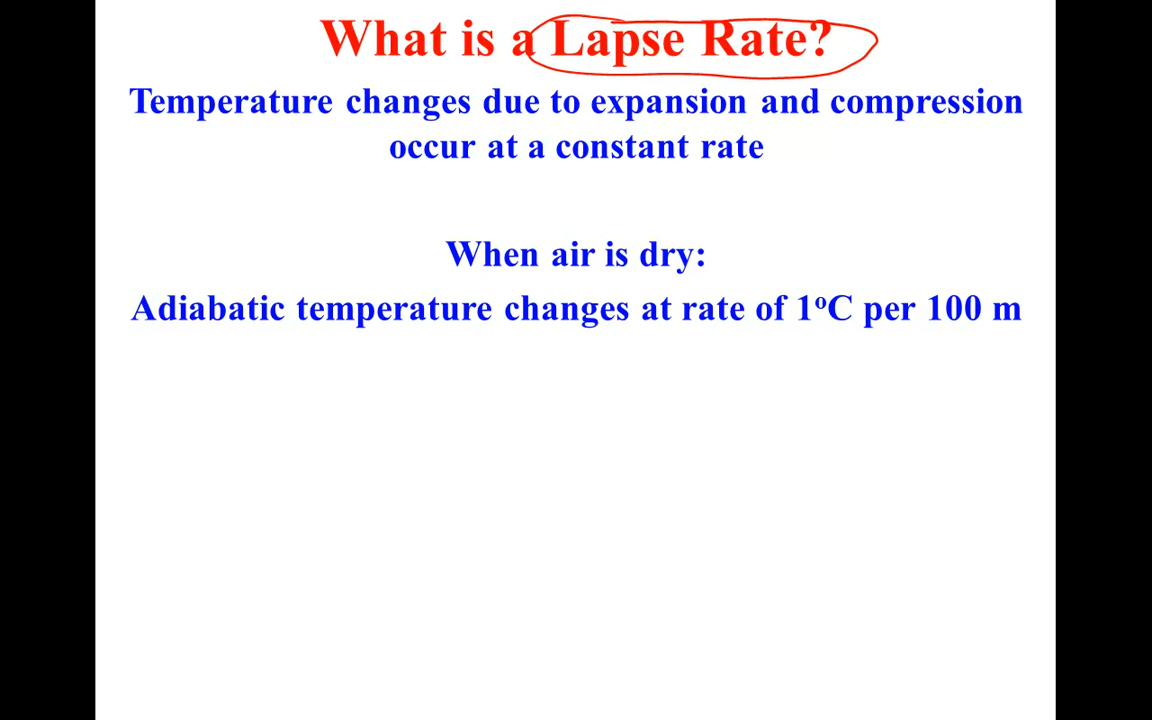 What is a Lapse Rate?
Temperature changes due to expansion and compression
occur at a constant rate
When air is dry:
Adiabatic temperature changes at rate of 1ºC per 100 m